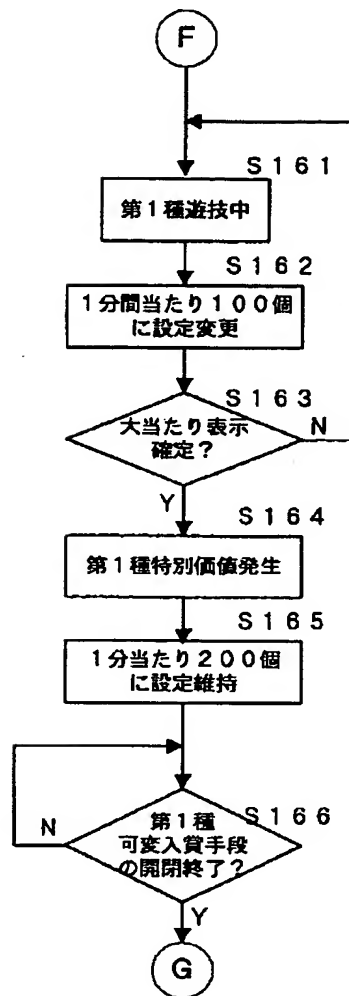 F
S161
第1種遊技中
S162
1分間当たり100個
に設定変更
S163
大当たり表示
確定?
N
Y
S164
第1種特別価値発生
S165
1分当たり200個
に設定維持
N
S166
第1種
可変入賞手段
の開閉終了?
Y
G